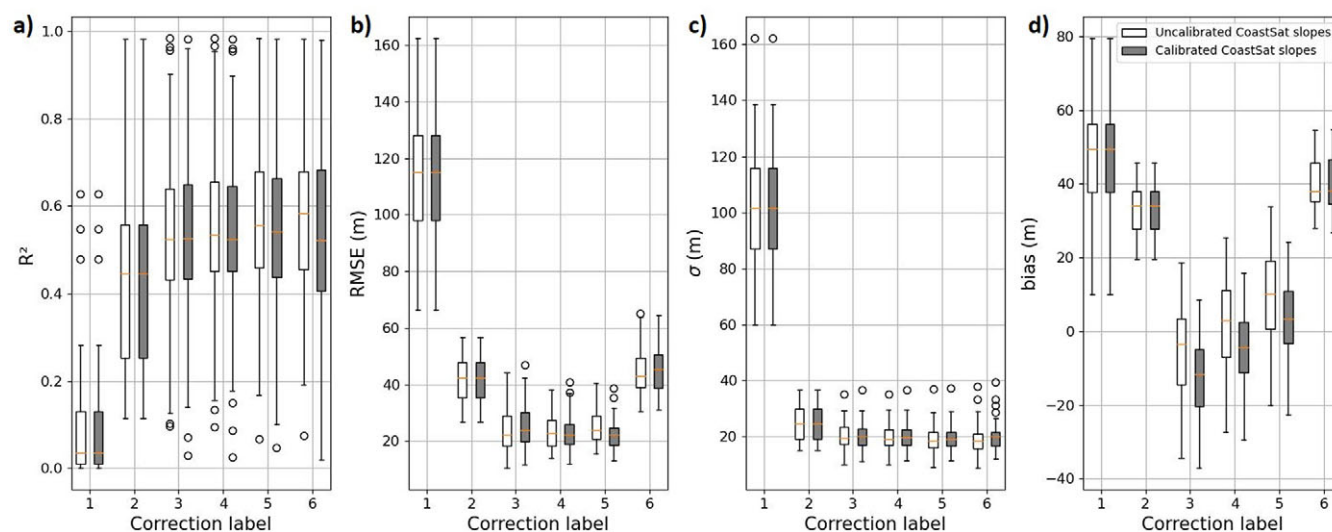 a)
R²
1.0
0.8
0.6
0.4
0.2
0.0
1 2 3 4 5 6
Correction label
b)
RMSE (m)
160
140
120
100
80
60
40
20
1 2 3 4 5 6
Correction label
c)
σ (m)
160
140
120
100
80
60
40
20
1 2 3 4 5 6
Correction label
d)
bias (m)
80
60
40
20
0
−20
−40
Uncalibrated CoastSat slopes
Calibrated CoastSat slopes
1 2 3 4 5 6
Correction label